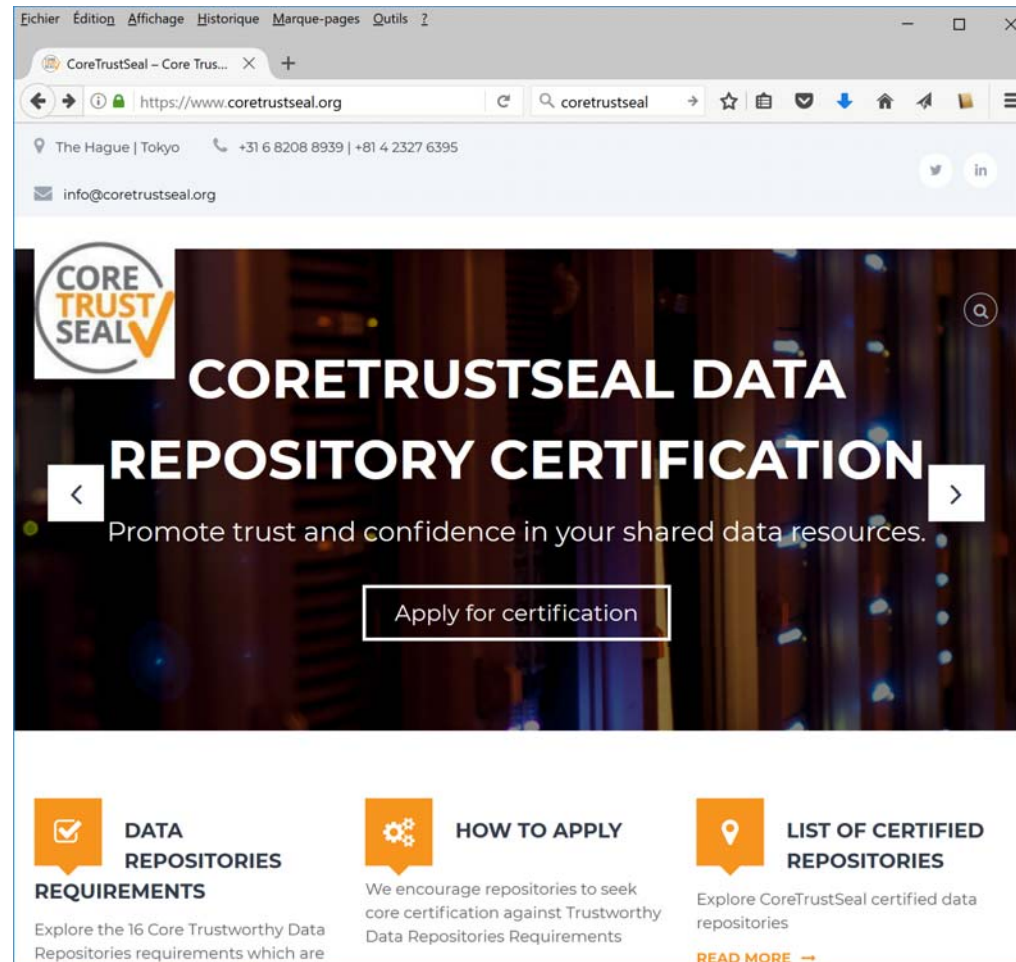 Fichier Édition Affichage Historique Marque-pages Outils ?
CoreTrustSeal – Core Trus...
https://www.coretrustseal.org
coretrustseal
The Hague | Tokyo +31 6 8208 8939 | +81 4 2327 6395
info@coretrustseal.org
in
CORE
TRUST
SEAL
CORETRUSTSEAL DATA
REPOSITORY CERTIFICATION
Promote trust and confidence in your shared data resources.
Apply for certification
DATA
REPOSITORIES
REQUIREMENTS
Explore the 16 Core Trustworthy Data
Repositories requirements which are
HOW TO APPLY
We encourage repositories to seek
core certification against Trustworthy
Data Repositories Requirements
LIST OF CERTIFIED
REPOSITORIES
Explore CoreTrustSeal certified data
repositories
READ MORE →